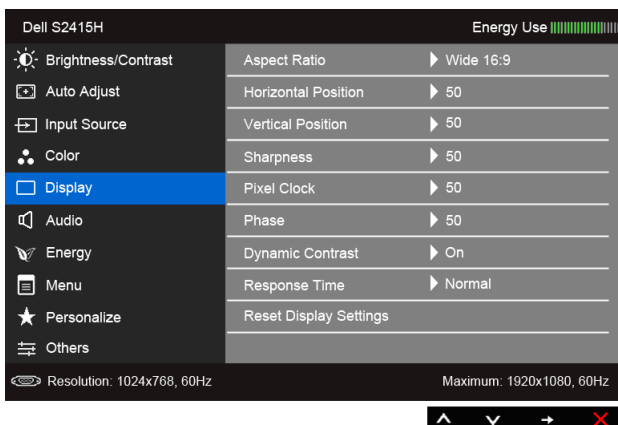 Dell S2415H Energy Use
Brightness/Contrast Aspect Ratio Wide 16:9
Auto Adjust Horizontal Position 50
Input Source Vertical Position 50
Color Sharpness 50
Display Pixel Clock 50
Audio Phase 50
Energy Dynamic Contrast On
Menu Response Time Normal
Personalize Reset Display Settings
Others
Resolution: 1024x768, 60Hz Maximum: 1920x1080, 60Hz